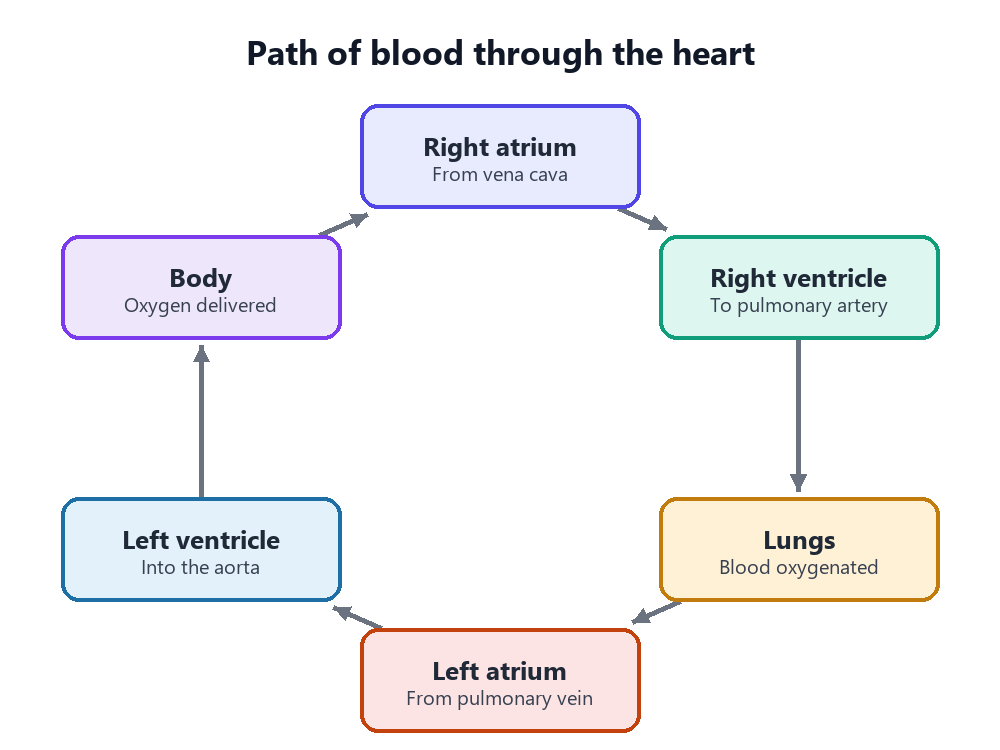 Path of blood through the heart
Right atrium
From vena cava
Body
Oxygen delivered
Right ventricle
To pulmonary artery
Left ventricle
Into the aorta
Lungs
Blood oxygenated
Left atrium
From pulmonary vein